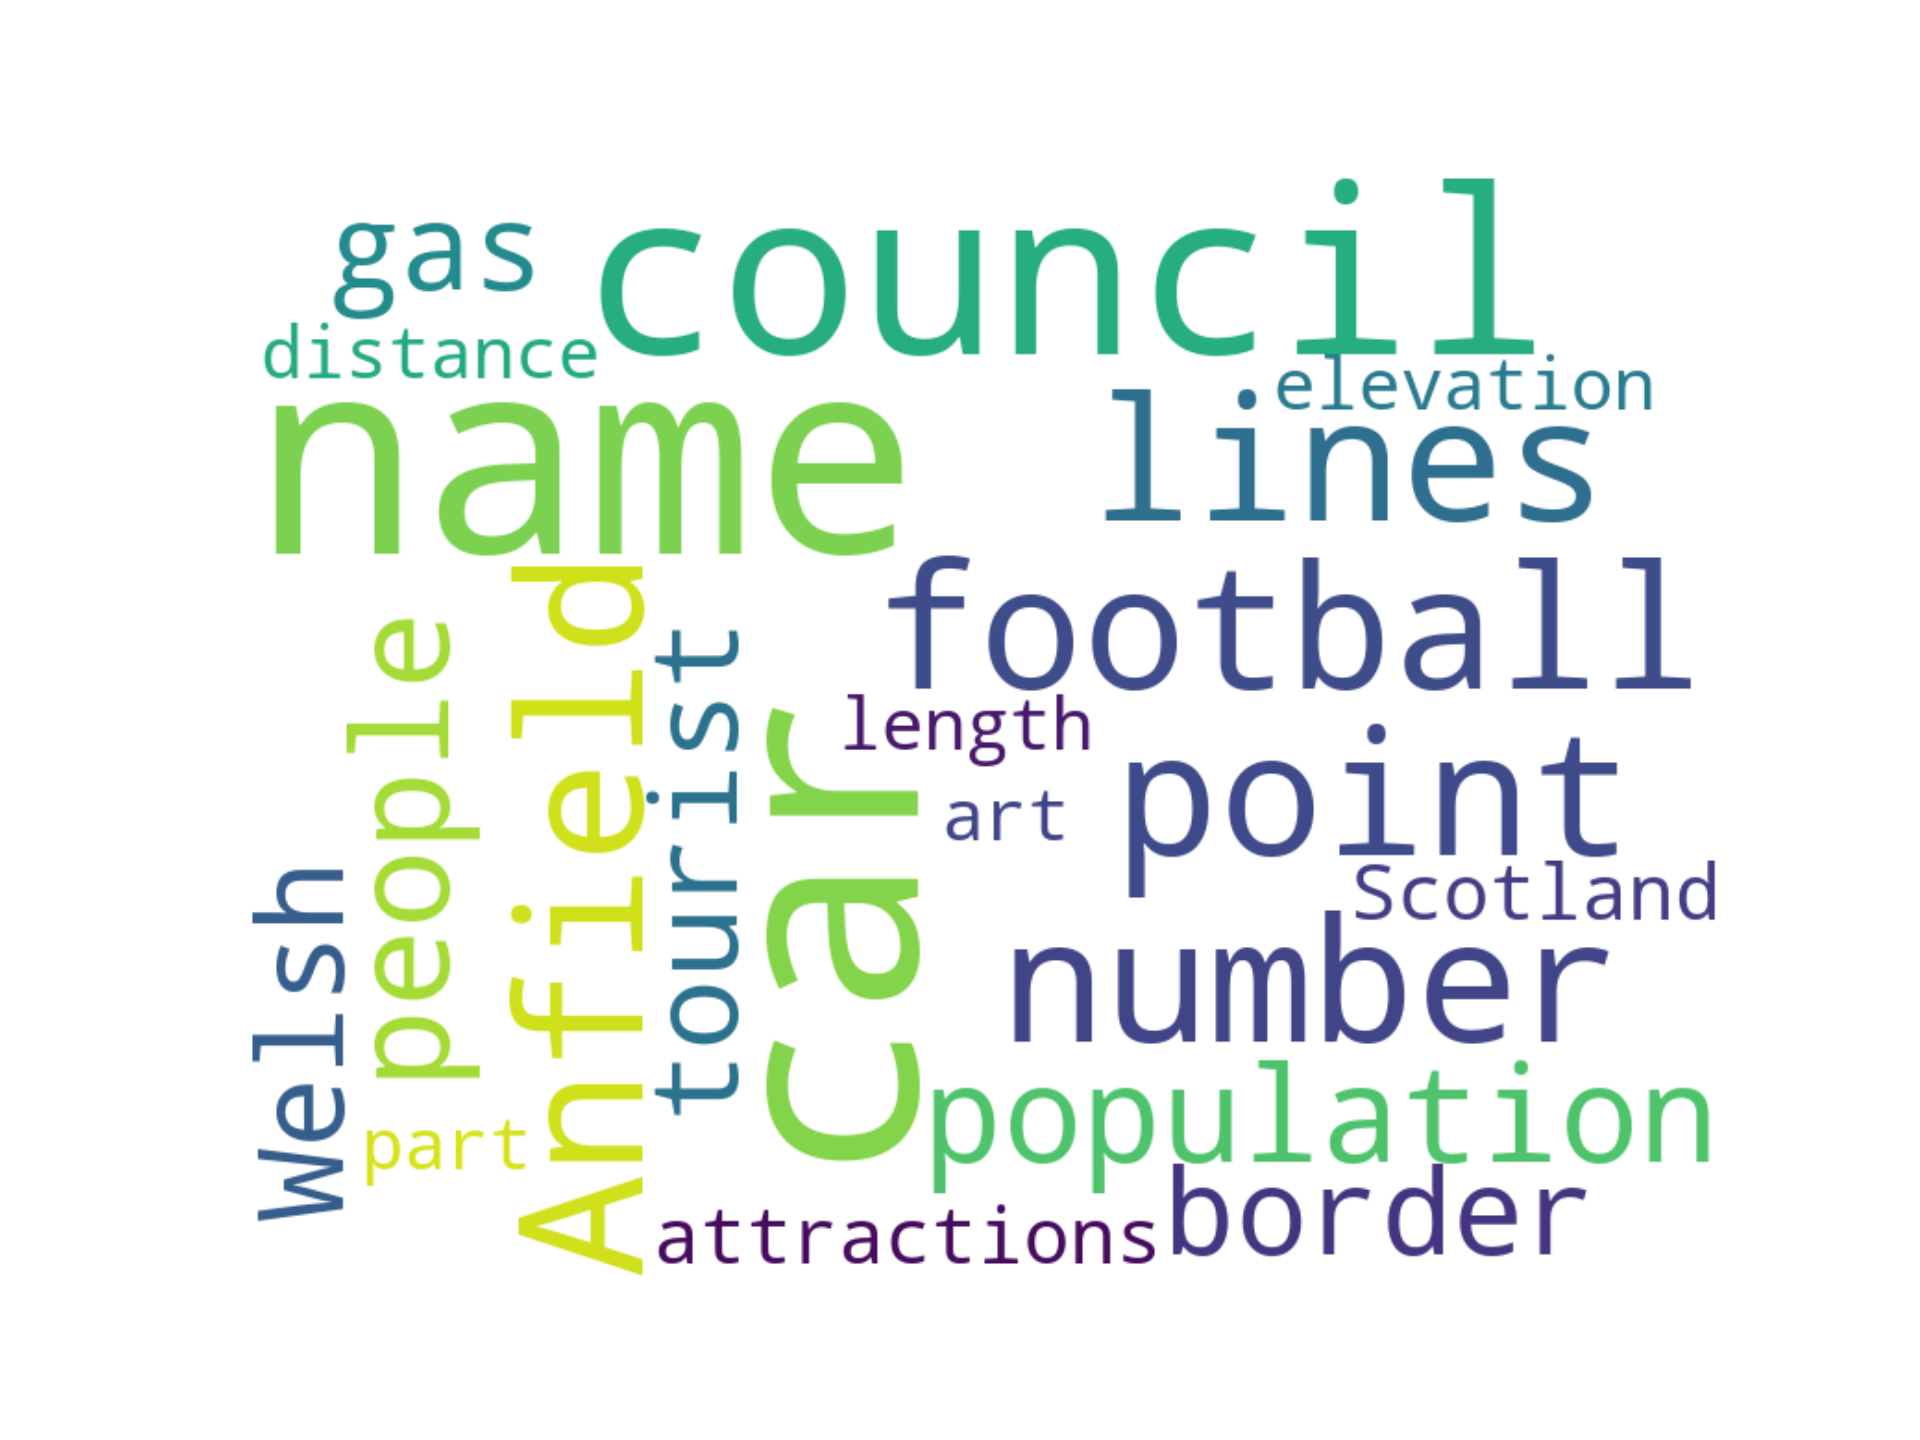 gas
council
distance
elevation
name
lines
football
people
Anfield
tourist
length
car
art
point
Scotland
Welsh
number
part
population
attractions
border